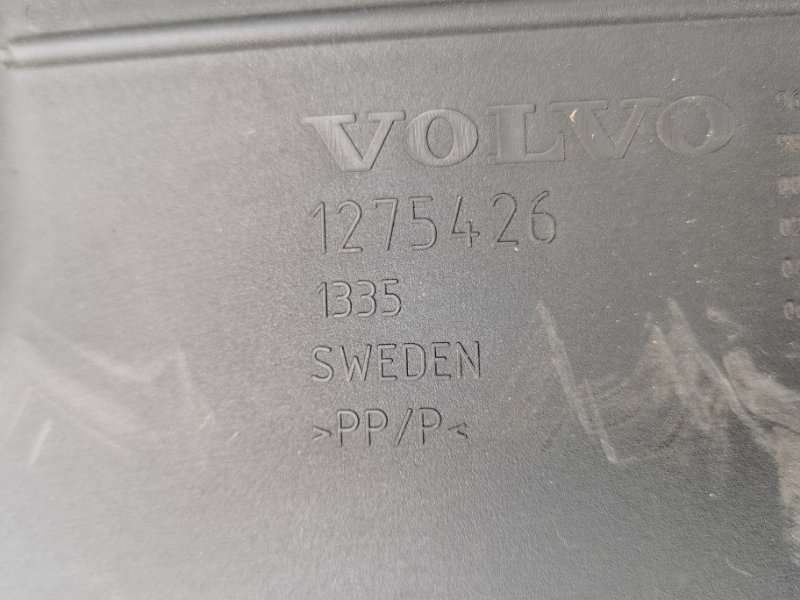 VOLVO
1275426
1335
SWEDEN
>PP/P<